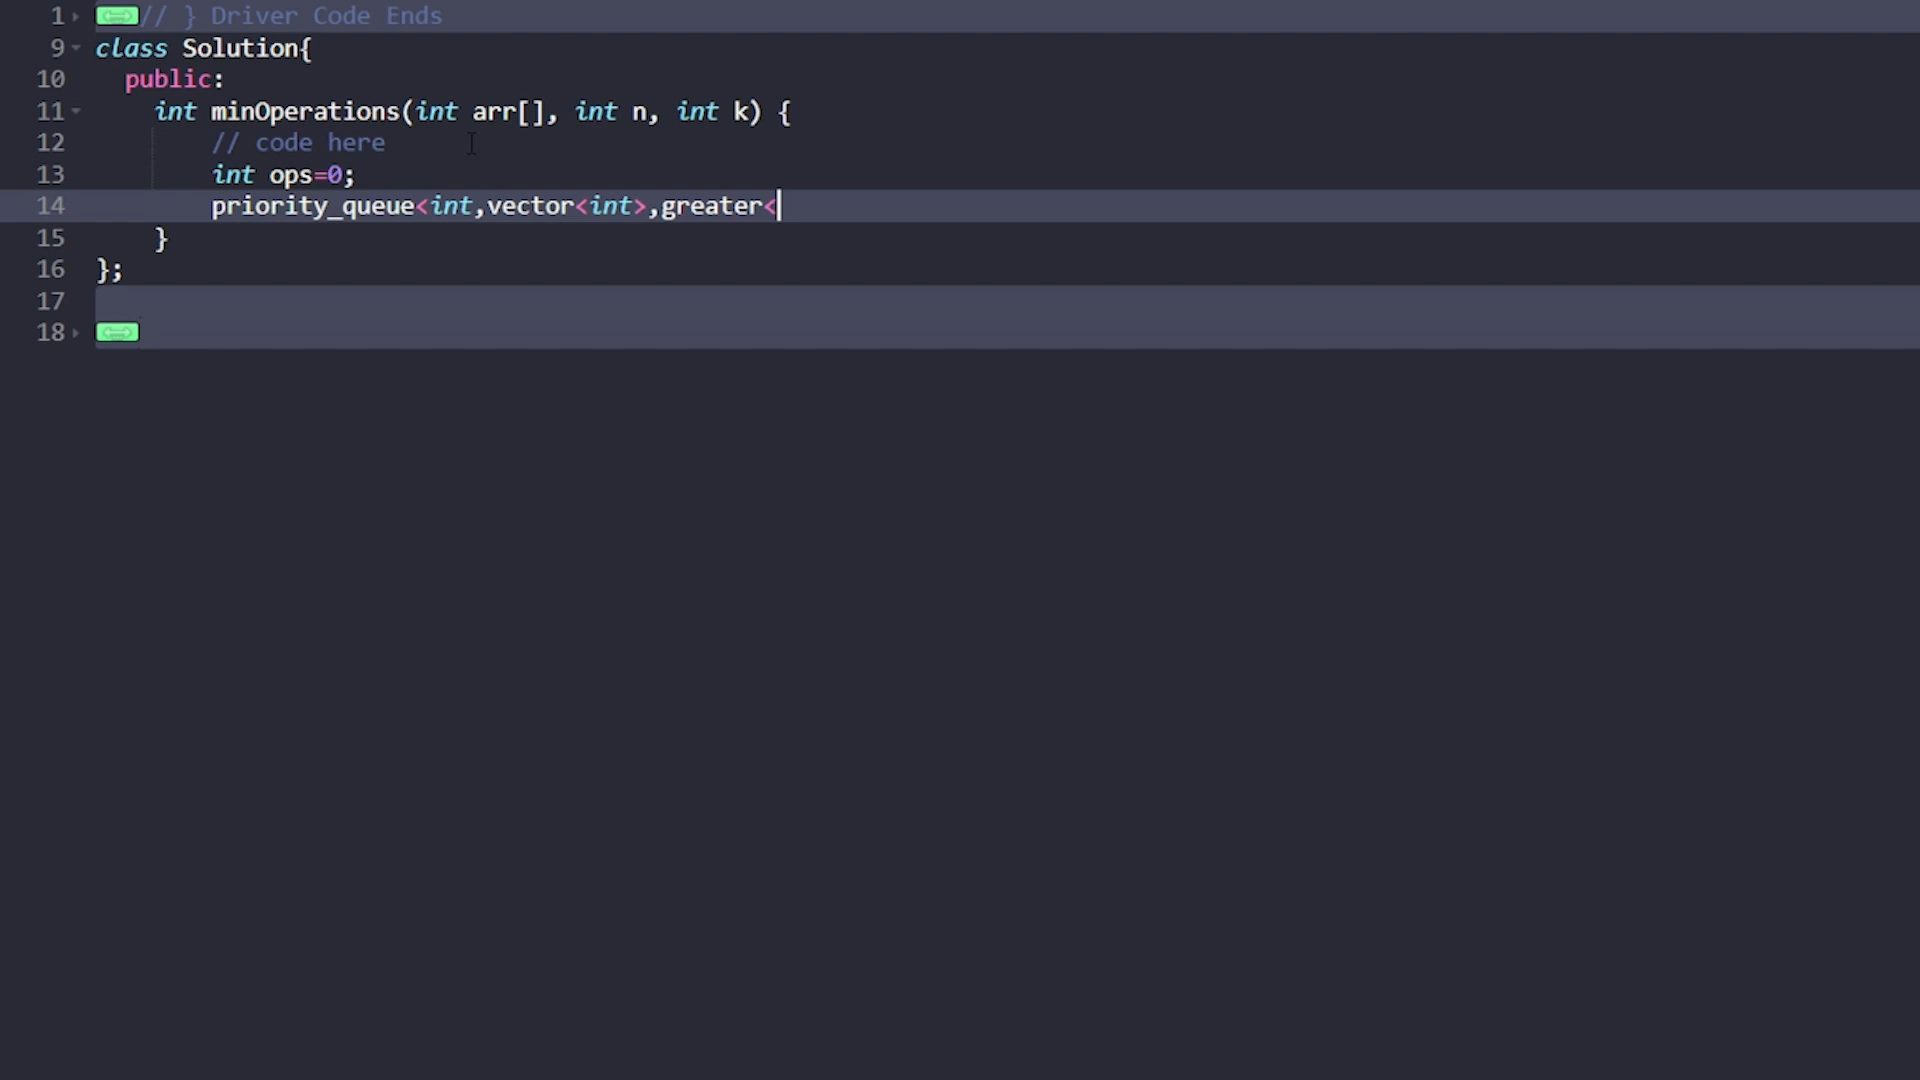 1 // } Driver Code Ends
9 class Solution{
10 public:
11 int minOperations(int arr[], int n, int k) {
12 // code here
13 int ops=0;
14 priority_queue<int,vector<int>,greater<
15 }
16 };
17
18